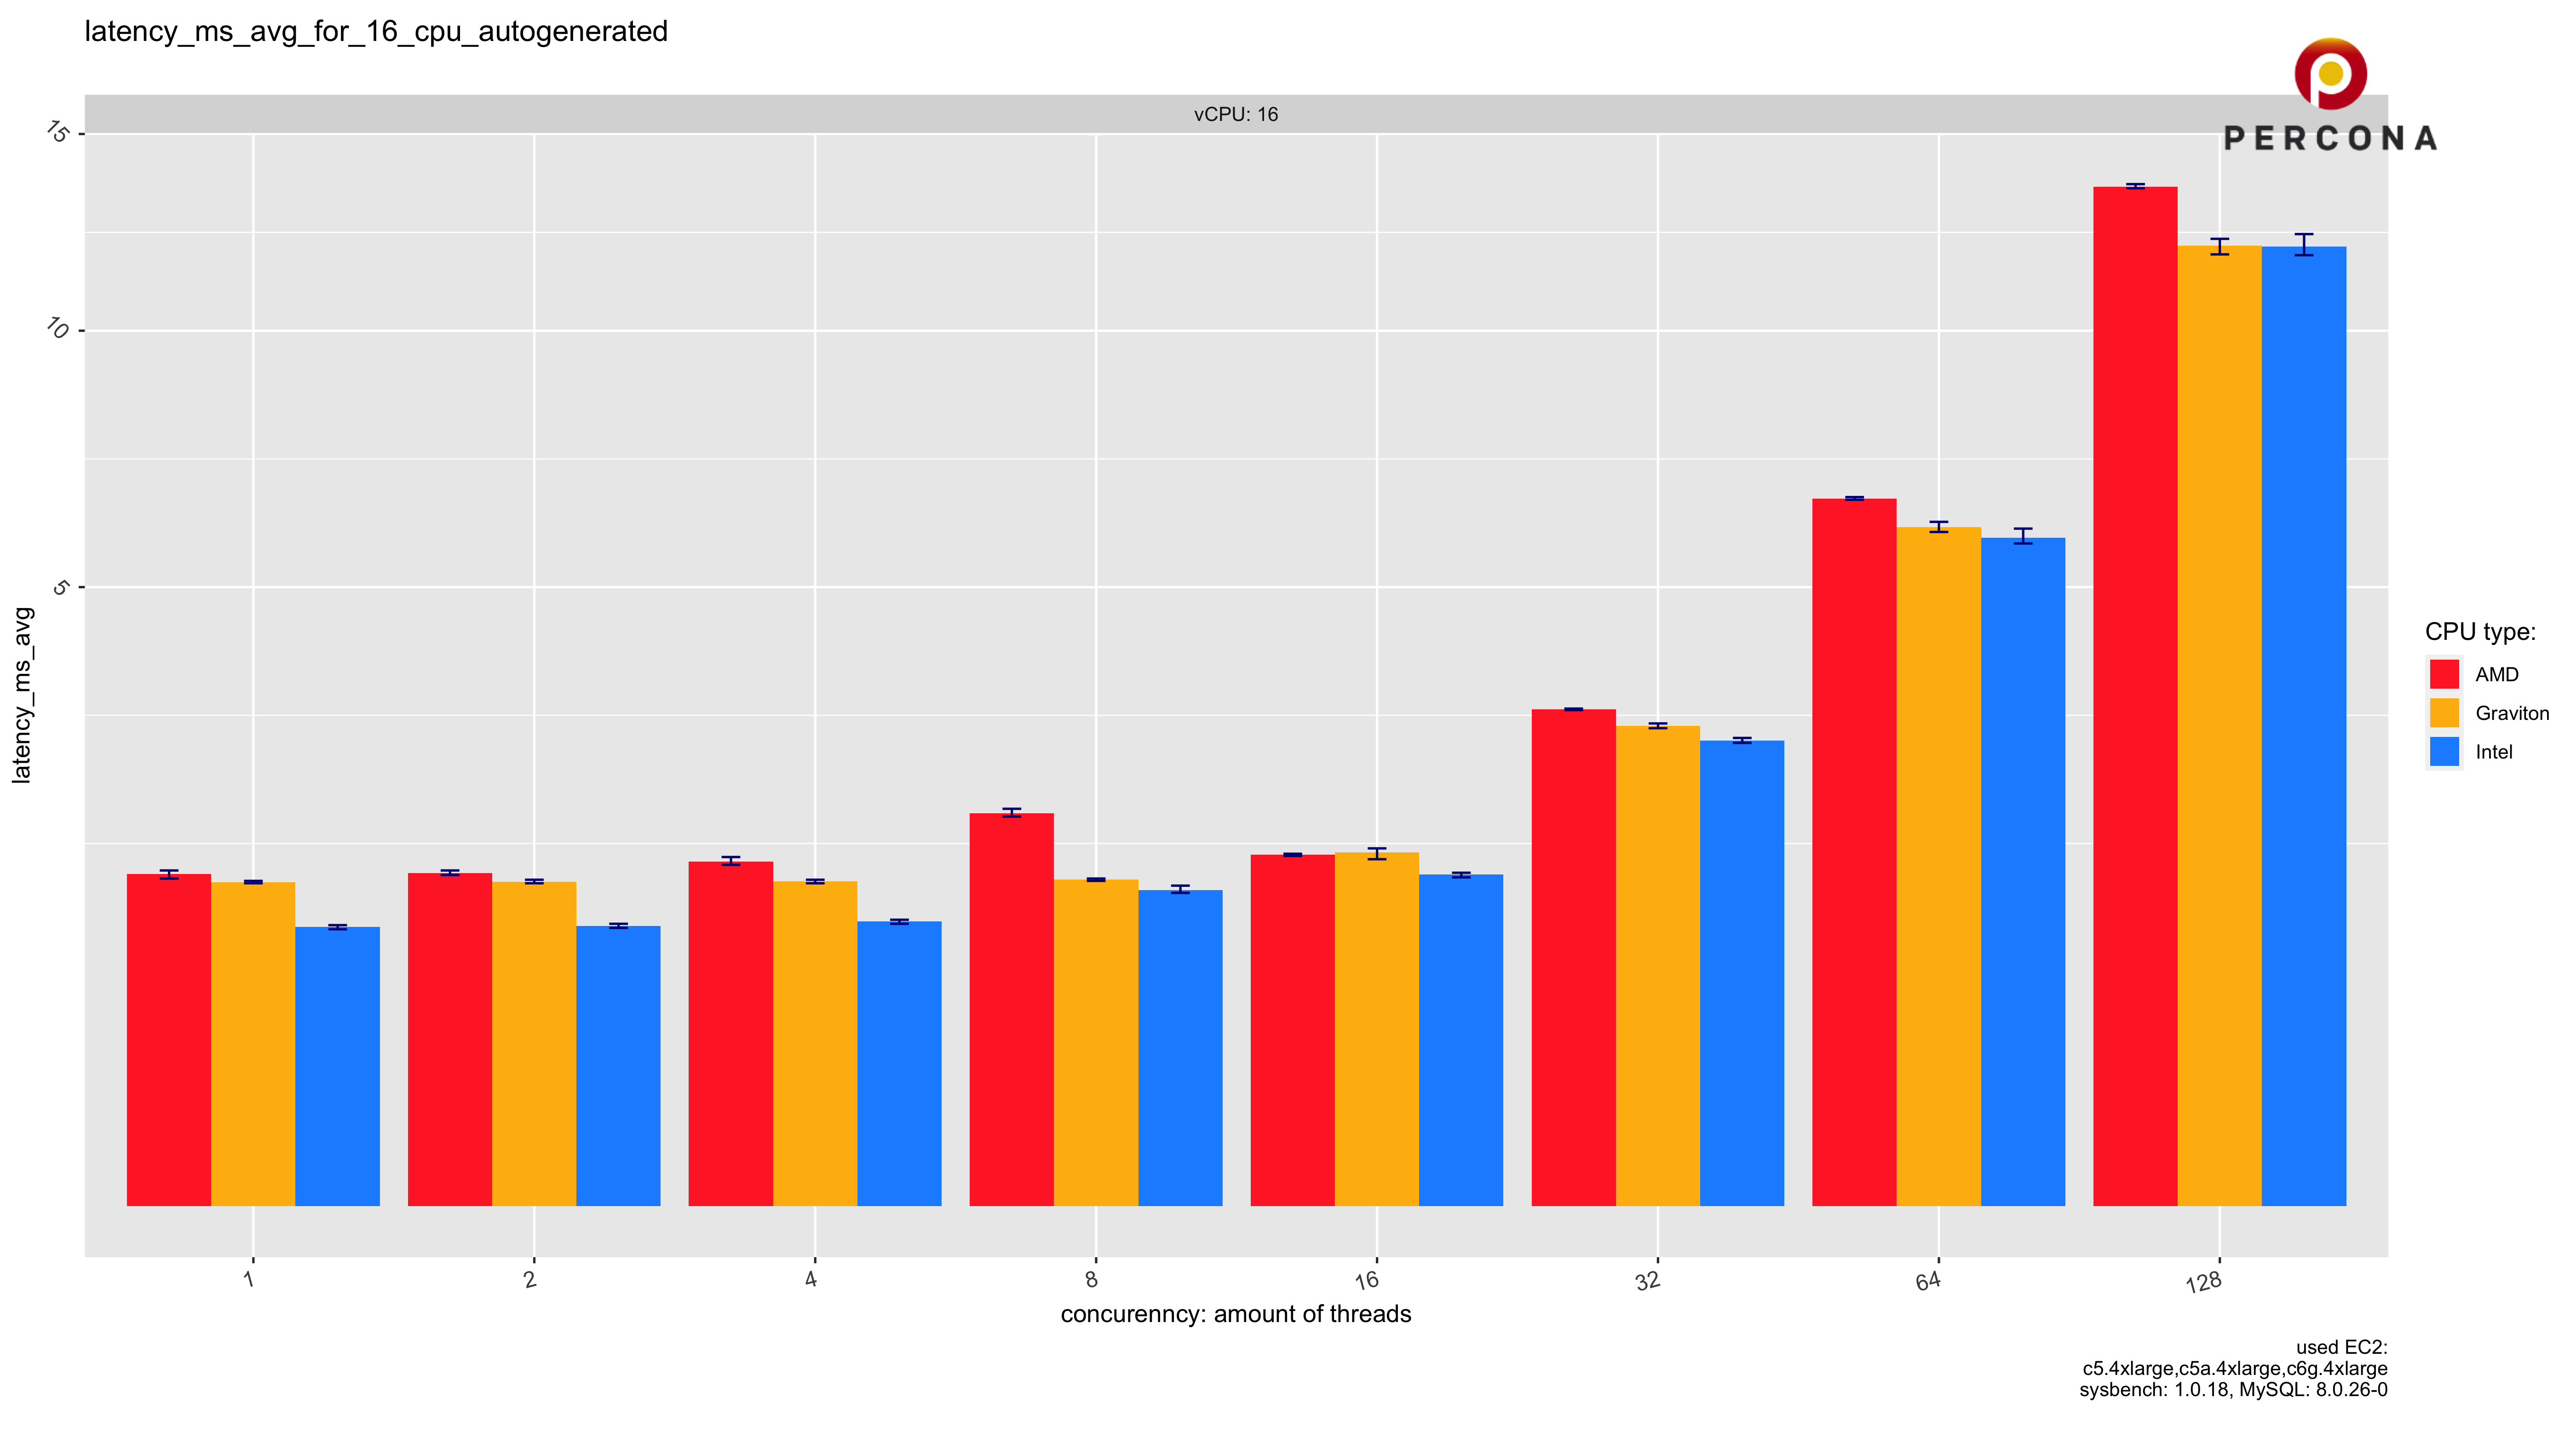 latency_ms_avg_for_16_cpu_autogenerated
PERCONA
vCPU: 16
15
10
5
latency_ms_avg
CPU type:
AMD
Graviton
Intel
1
2
4
8
16
32
64
128
concurenncy: amount of threads
used EC2:
c5.4xlarge,c5a.4xlarge,c6g.4xlarge
sysbench: 1.0.18, MySQL: 8.0.26-0